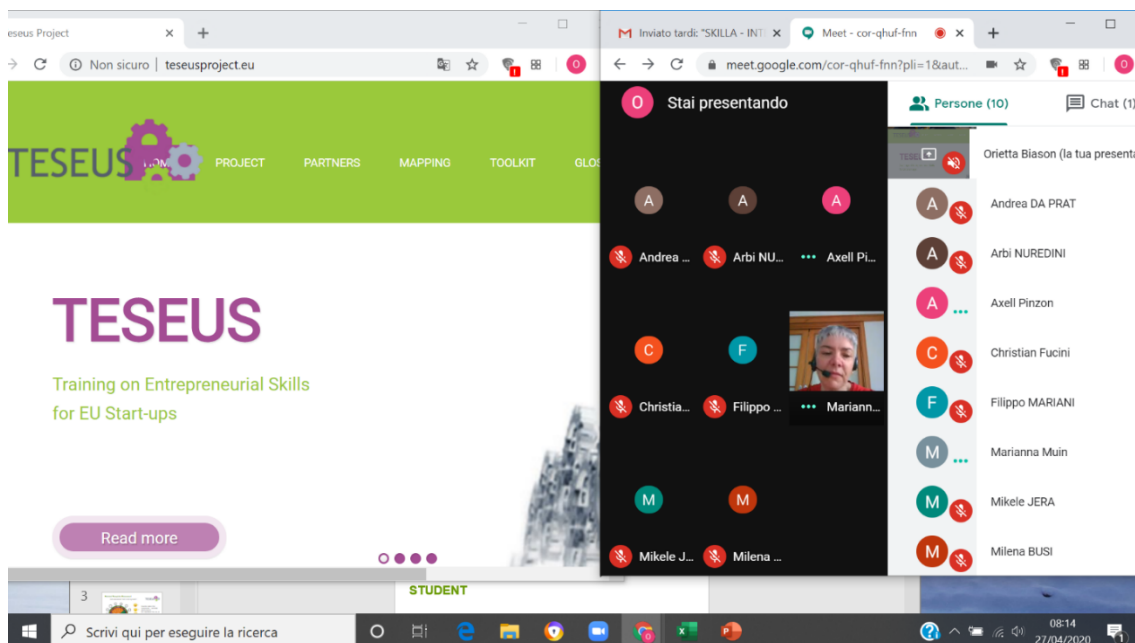 eseus Project
Non sicuro | teseusproject.eu
TESEUS
HOME PROJECT PARTNERS MAPPING TOOLKIT GLOS
TESEUS
Training on Entrepreneurial Skills
for EU Start-ups
Read more
3
STUDENT
Inviato tardi: "SKILLA - INT
Meet - cor-qhuf-fnn
meet.google.com/cor-qhuf-fnn?pli=1&aut...
O
Stai presentando
A A A
Andrea ... Arbi NU... Axell Pi...
C F
Christia... Filippo ... Mariann...
M M
Mikele J... Milena ...
Persone (10) Chat (1)
Orietta Biason (la tua presenta
A Andrea DA PRAT
A Arbi NUREDINI
A Axell Pinzon
C Christian Fucini
F Filippo MARIANI
M Marianna Muin
M Mikele JERA
M Milena BUSI
Scrivi qui per eseguire la ricerca
08:14
27/04/2020